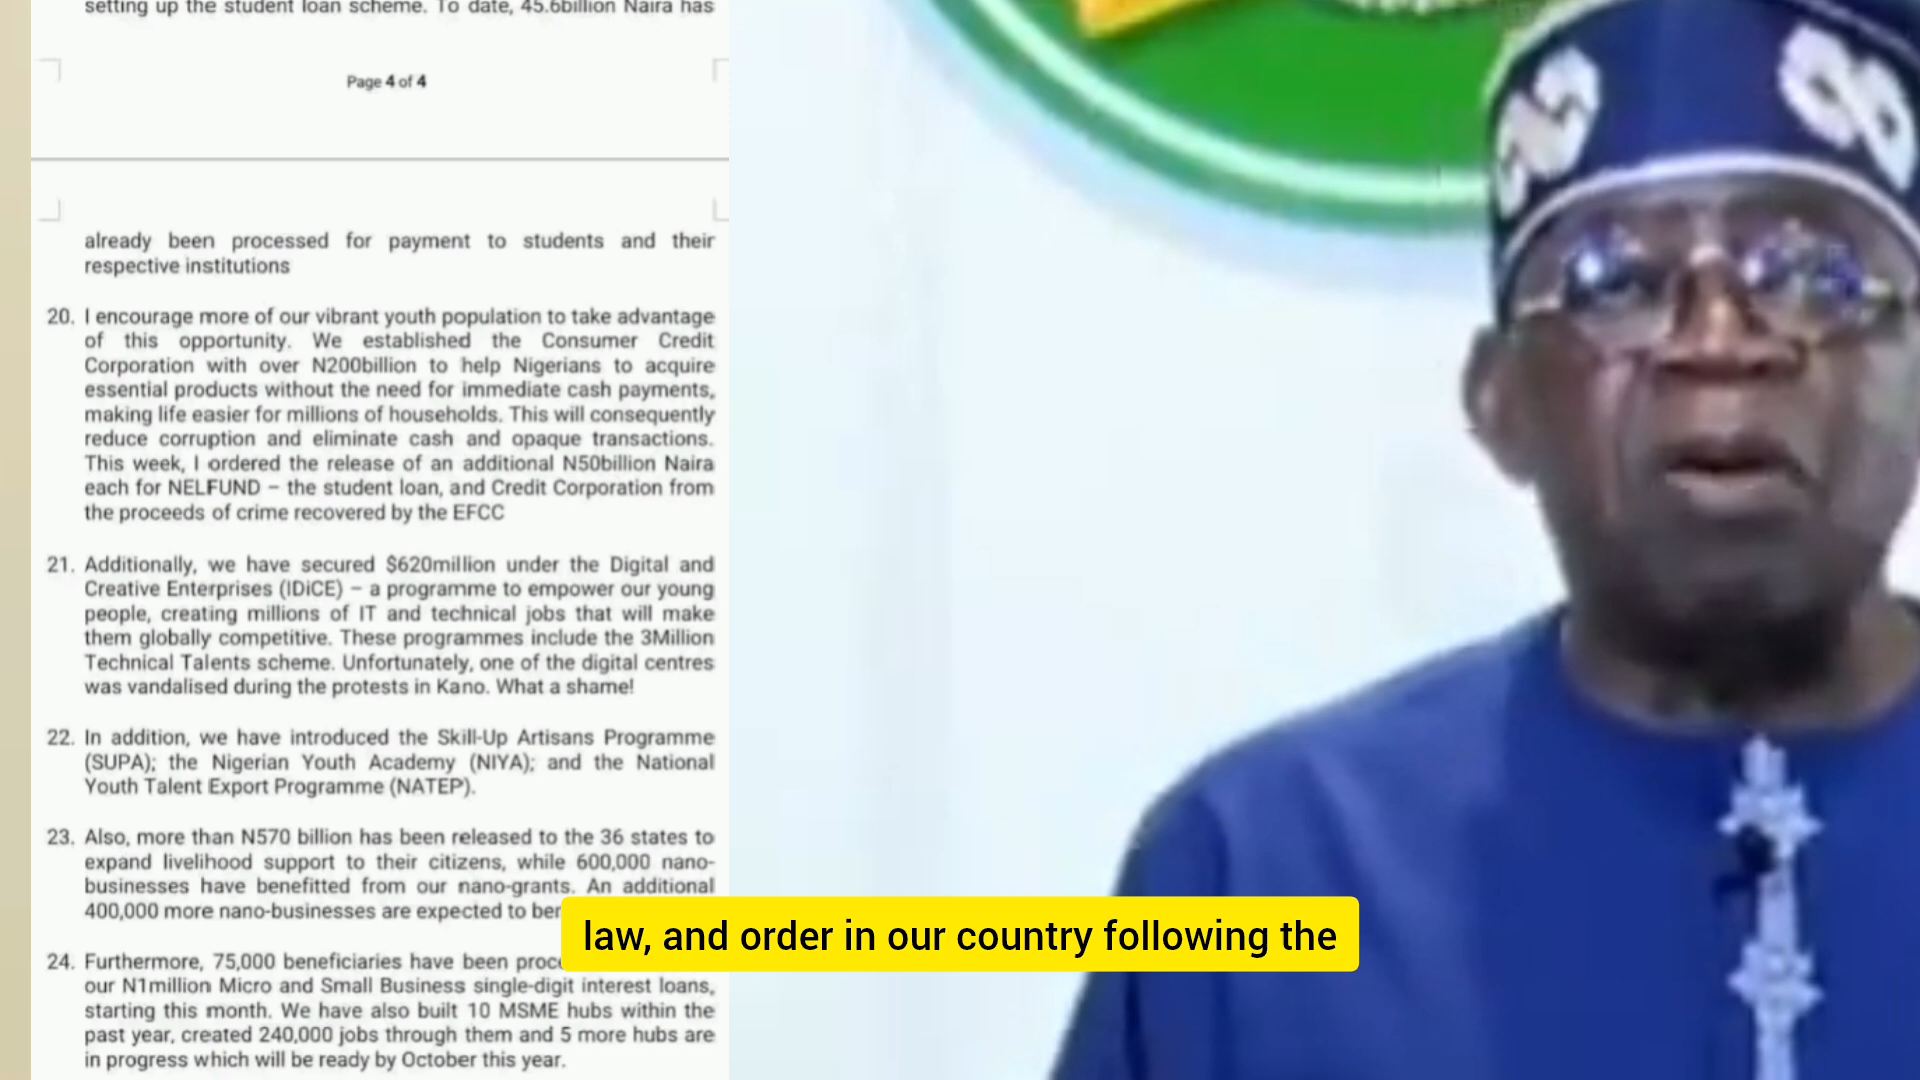 setting up the student loan scheme. To date, 45.6billion Naira has
Page 4 of 4
already been processed for payment to students and their
respective institutions
20. I encourage more of our vibrant youth population to take advantage
of this opportunity. We established the Consumer Credit
Corporation with over N200billion to help Nigerians to acquire
essential products without the need for immediate cash payments,
making life easier for millions of households. This will consequently
reduce corruption and eliminate cash and opaque transactions.
This week, I ordered the release of an additional N50billion Naira
each for NELFUND – the student loan, and Credit Corporation from
the proceeds of crime recovered by the EFCC
21. Additionally, we have secured $620million under the Digital and
Creative Enterprises (IDiCE) – a programme to empower our young
people, creating millions of IT and technical jobs that will make
them globally competitive. These programmes include the 3Million
Technical Talents scheme. Unfortunately, one of the digital centres
was vandalised during the protests in Kano. What a shame!
22. In addition, we have introduced the Skill-Up Artisans Programme
(SUPA); the Nigerian Youth Academy (NIYA); and the National
Youth Talent Export Programme (NATEP).
23. Also, more than N570 billion has been released to the 36 states to
expand livelihood support to their citizens, while 600,000 nano-
businesses have benefitted from our nano-grants. An additional
400,000 more nano-businesses are expected to
24. Furthermore, 75,000 beneficiaries have been
our N1million Micro and Small Business single-digit interest loans,
starting this month. We have also built 10 MSME hubs within the
past year, created 240,000 jobs through them and 5 more hubs are
in progress which will be ready by October this year.
law, and order in our country following the